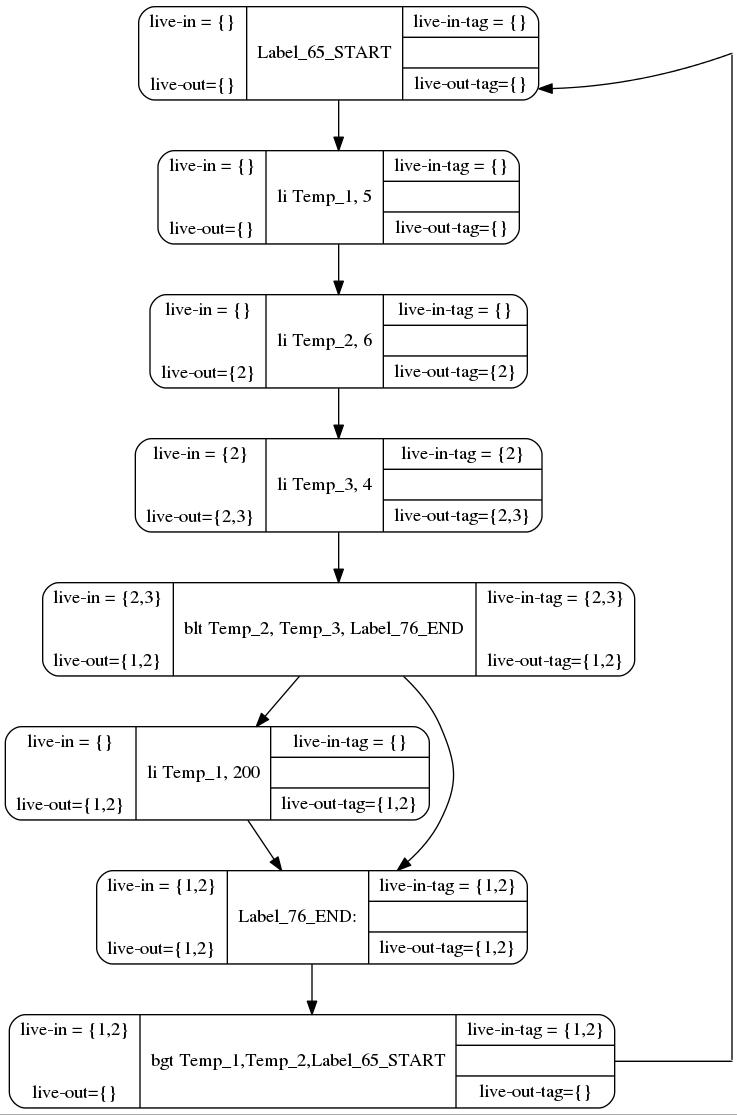 live-in = {}
live-out={}
Label_65_START
live-in-tag = {}
live-out-tag={}
live-in = {}
live-out={}
li Temp_1, 5
live-in-tag = {}
live-out-tag={}
live-in = {}
live-out={2}
li Temp_2, 6
live-in-tag = {}
live-out-tag={2}
live-in = {2}
live-out={2,3}
li Temp_3, 4
live-in-tag = {2}
live-out-tag={2,3}
live-in = {2,3}
live-out={1,2}
blt Temp_2, Temp_3, Label_76_END
live-in-tag = {2,3}
live-out-tag={1,2}
live-in = {}
live-out={1,2}
li Temp_1, 200
live-in-tag = {}
live-out-tag={1,2}
live-in = {1,2}
live-out={1,2}
Label_76_END:
live-in-tag = {1,2}
live-out-tag={1,2}
live-in = {1,2}
live-out={}
bgt Temp_1,Temp_2,Label_65_START
live-in-tag = {1,2}
live-out-tag={}